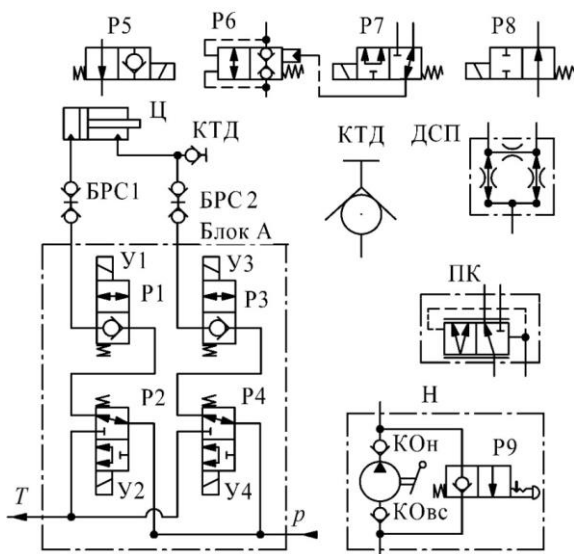 Р5 Р6 Р7 Р8
Ц
КТД КТД ДСП
БРС1
БРС 2
Блок А
У1 У3
Р1 Р3
ПК
Р2 Р4
Н
КОн
Р9
У2 У4
T
p
КОвс